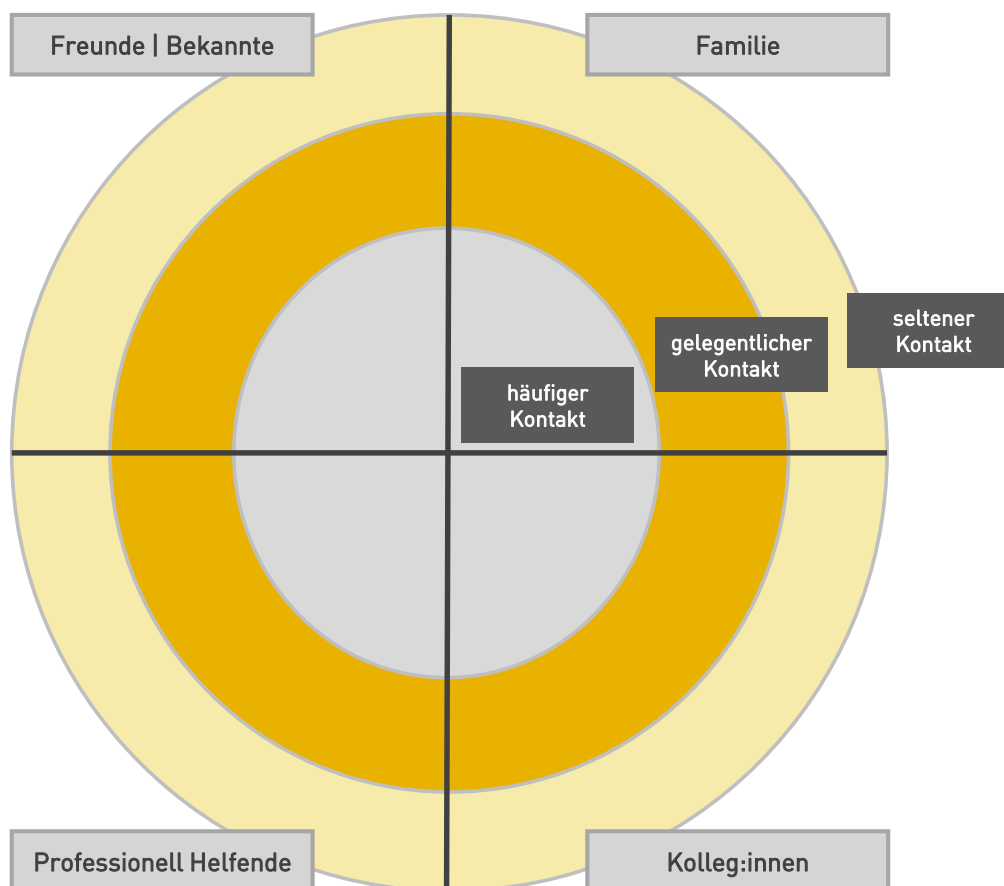 Freunde | Bekannte
Familie
seltener
Kontakt
gelegentlicher
Kontakt
häufiger
Kontakt
Professionell Helfende
Kolleg:innen